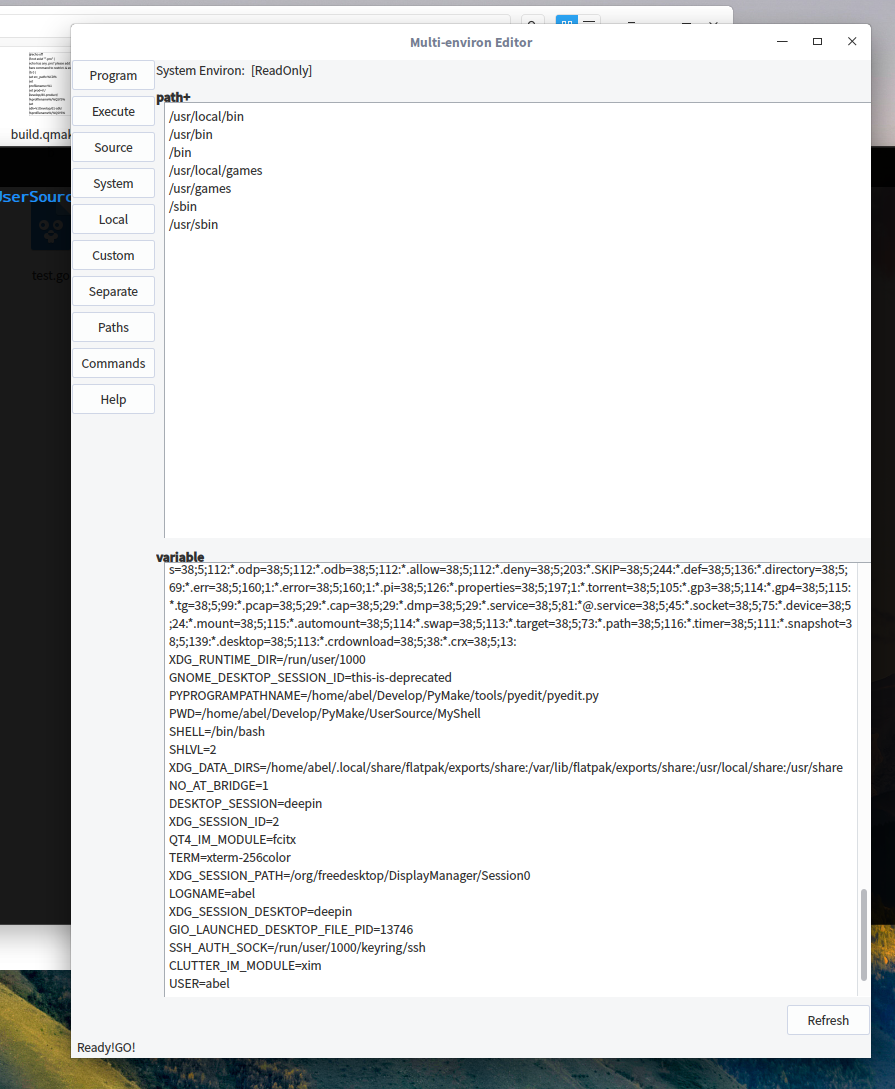 Multi-environ Editor
Program
Execute
Source
System
Local
Custom
Separate
Paths
Commands
Help
System Environ:  [ReadOnly]
path+
/usr/local/bin
/usr/bin
/bin
/usr/local/games
/usr/games
/sbin
/usr/sbin
variable
s=38;5;112:*.odp=38;5;112:*.odb=38;5;112:*.allow=38;5;112:*.deny=38;5;203:*.SKIP=38;5;244:*.def=38;5;136:*.directory=38;5;
69:*.err=38;5;160;1:*.error=38;5;160;1:*.pi=38;5;126:*.properties=38;5;197;1:*.torrent=38;5;105:*.gp3=38;5;114:*.gp4=38;5;115:
*.tg=38;5;99:*.pcap=38;5;29:*.cap=38;5;29:*.dmp=38;5;29:*.service=38;5;81:*@.service=38;5;45:*.socket=38;5;75:*.device=38;5
;24:*.mount=38;5;115:*.automount=38;5;114:*.swap=38;5;113:*.target=38;5;73:*.path=38;5;116:*.timer=38;5;111:*.snapshot=3
8;5;139:*.desktop=38;5;113:*.crdownload=38;5;38:*.crx=38;5;13:
XDG_RUNTIME_DIR=/run/user/1000
GNOME_DESKTOP_SESSION_ID=this-is-deprecated
PYPROGRAMPATHNAME=/home/abel/Develop/PyMake/tools/pyedit/pyedit.py
PWD=/home/abel/Develop/PyMake/UserSource/MyShell
SHELL=/bin/bash
SHLVL=2
XDG_DATA_DIRS=/home/abel/.local/share/flatpak/exports/share:/var/lib/flatpak/exports/share:/usr/local/share:/usr/share
NO_AT_BRIDGE=1
DESKTOP_SESSION=deepin
XDG_SESSION_ID=2
QT4_IM_MODULE=fcitx
TERM=xterm-256color
XDG_SESSION_PATH=/org/freedesktop/DisplayManager/Session0
LOGNAME=abel
XDG_SESSION_DESKTOP=deepin
GIO_LAUNCHED_DESKTOP_FILE_PID=13746
SSH_AUTH_SOCK=/run/user/1000/keyring/ssh
CLUTTER_IM_MODULE=xim
USER=abel
Refresh
Ready!GO!
build.qmak
UserSourc
test.go